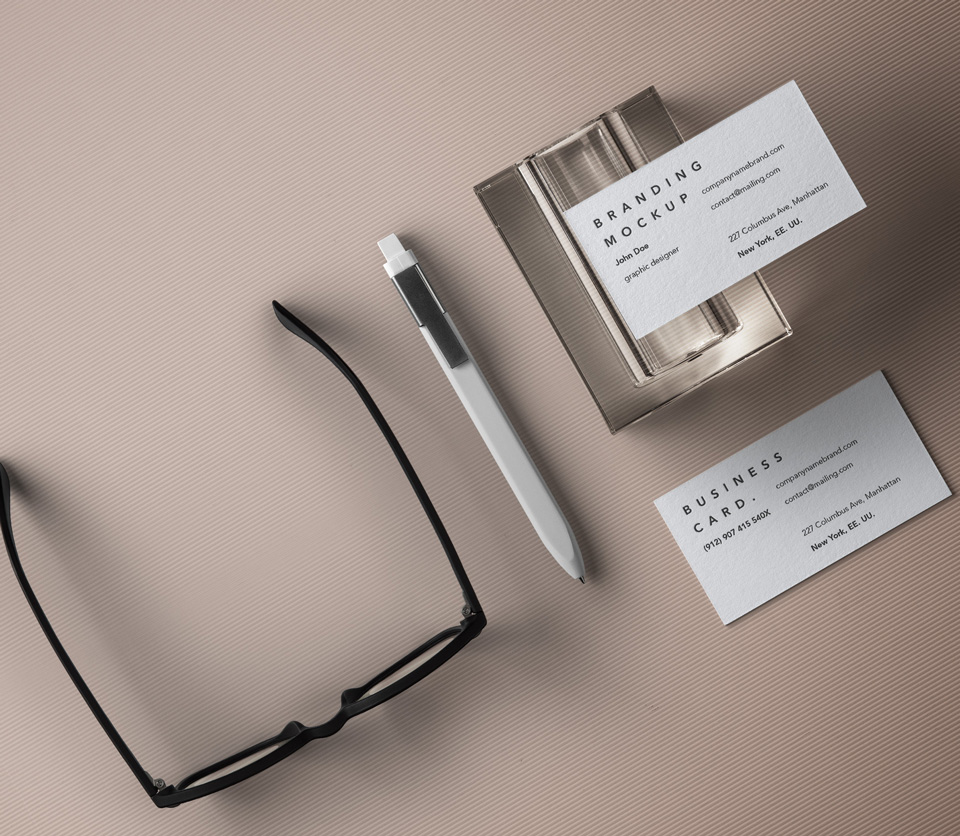 BRANDING
MOCKUP
John Doe
graphic designer
companynamebrand.com
contact@mailing.com
227 Columbus Ave, Manhattan
New York, EE. UU.
BUSINESS
CARD.
(912) 907 415 540X
companynamebrand.com
contact@mailing.com
227 Columbus Ave, Manhattan
New York, EE. UU.